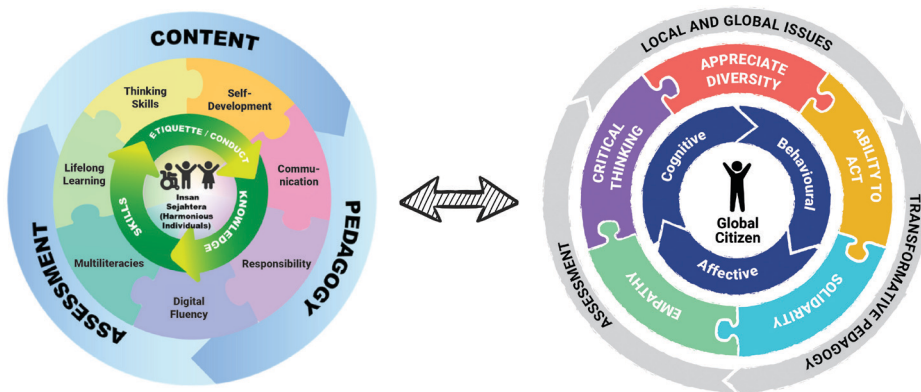 CONTENT
Thinking
Skills
Self-
Development
ETIQUETTE / CONDUCT
Lifelong
Learning
Commu-
nication
Insan
Sejahtera
(Harmonious
Individuals)
SKILLS
KNOWLEDGE
Multiliteracies
Responsibility
Digital
Fluency
ASSESSMENT
PEDAGOGY
LOCAL AND GLOBAL ISSUES
APPRECIATE
DIVERSITY
CRITICAL
THINKING
ABILITY TO
ACT
Cognitive
Behavioural
Global
Citizen
Affective
EMPATHY
SOLIDARITY
ASSESSMENT
TRANSFORMATIVE PEDAGOGY